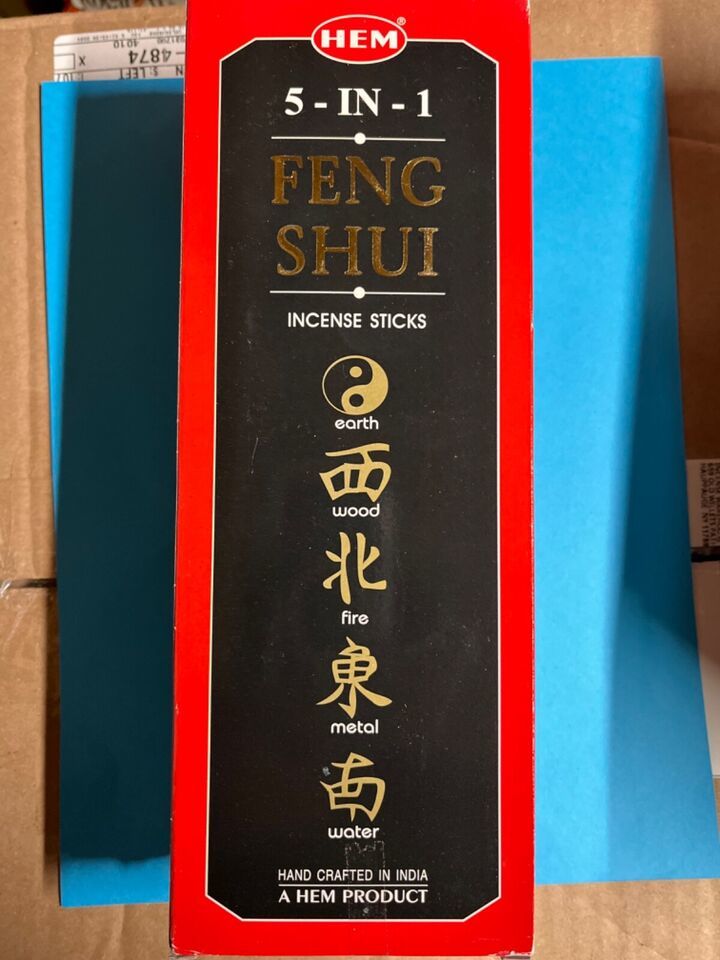 HEM®
5-IN-1
FENG
SHUI
INCENSE STICKS
earth
西
wood
北
fire
東
metal
南
water
HAND CRAFTED IN INDIA
A HEM PRODUCT
4010
-4874
X